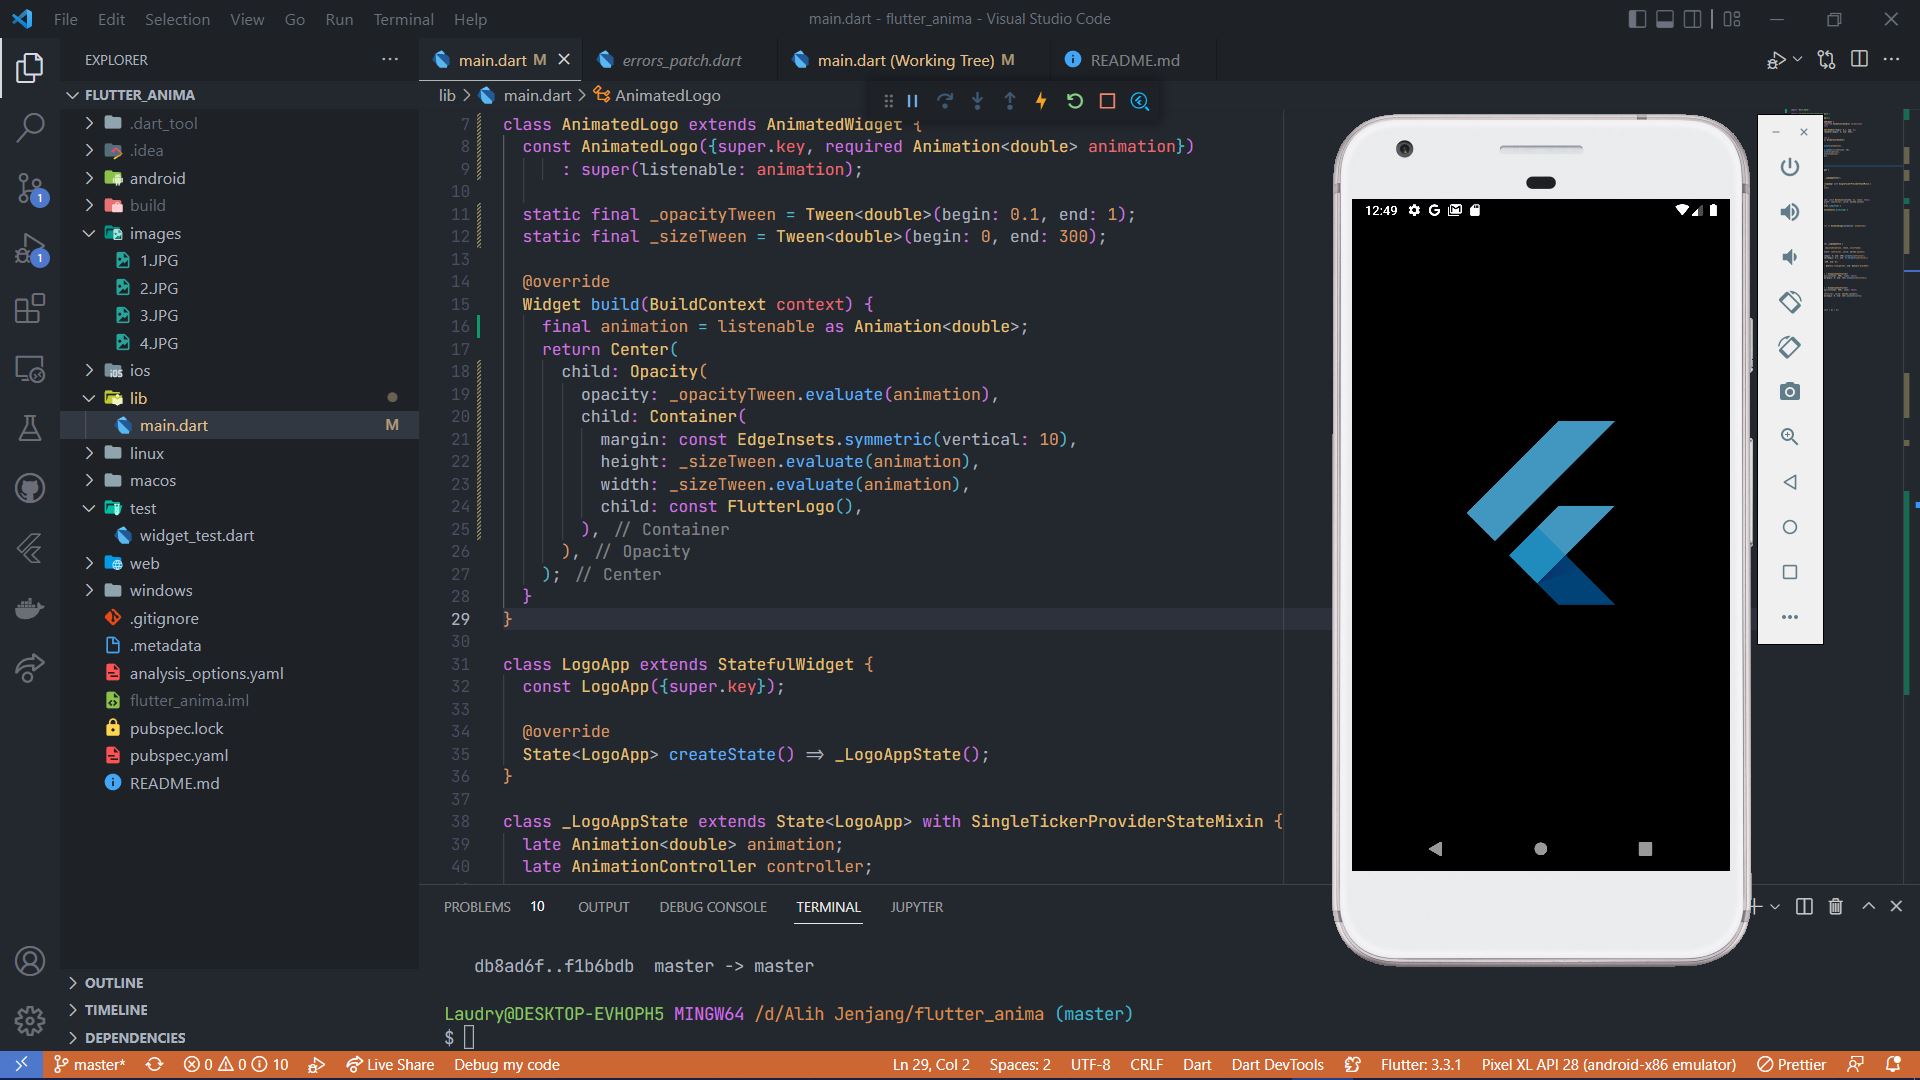 File Edit Selection View Go Run Terminal Help
main.dart - flutter_anima - Visual Studio Code
EXPLORER
FLUTTER_ANIMA
.dart_tool
.idea
android
build
images
1.JPG
2.JPG
3.JPG
4.JPG
ios
lib
main.dart M
linux
macos
test
widget_test.dart
web
windows
.gitignore
.metadata
analysis_options.yaml
flutter_anima.iml
pubspec.lock
pubspec.yaml
README.md
OUTLINE
TIMELINE
DEPENDENCIES
1
1
main.dart M
errors_patch.dart
main.dart (Working Tree) M
README.md
lib > main.dart > AnimatedLogo
7 class AnimatedLogo extends AnimatedWidget {
8 const AnimatedLogo({super.key, required Animation<double> animation})
9 : super(listenable: animation);
10
11 static final _opacityTween = Tween<double>(begin: 0.1, end: 1);
12 static final _sizeTween = Tween<double>(begin: 0, end: 300);
13
14 @override
15 Widget build(BuildContext context) {
16 final animation = listenable as Animation<double>;
17 return Center(
18 child: Opacity(
19 opacity: _opacityTween.evaluate(animation),
20 child: Container(
21 margin: const EdgeInsets.symmetric(vertical: 10),
22 height: _sizeTween.evaluate(animation),
23 width: _sizeTween.evaluate(animation),
24 child: const FlutterLogo(),
25 ), // Container
26 ), // Opacity
27 ); // Center
28 }
29 }
30
31 class LogoApp extends StatefulWidget {
32 const LogoApp({super.key});
33
34 @override
35 State<LogoApp> createState() => _LogoAppState();
36 }
37
38 class _LogoAppState extends State<LogoApp> with SingleTickerProviderStateMixin {
39 late Animation<double> animation;
40 late AnimationController controller;
12:49
PROBLEMS 10 OUTPUT DEBUG CONSOLE TERMINAL JUPYTER
db8ad6f..f1b6bdb master -> master
Laudry@DESKTOP-EVHOPH5 MINGW64 /d/Alih Jenjang/flutter_anima (master)
$
master* 0 0 10 Live Share Debug my code Ln 29, Col 2 Spaces: 2 UTF-8 CRLF Dart Dart DevTools Flutter: 3.3.1 Pixel XL API 28 (android-x86 emulator) Prettier